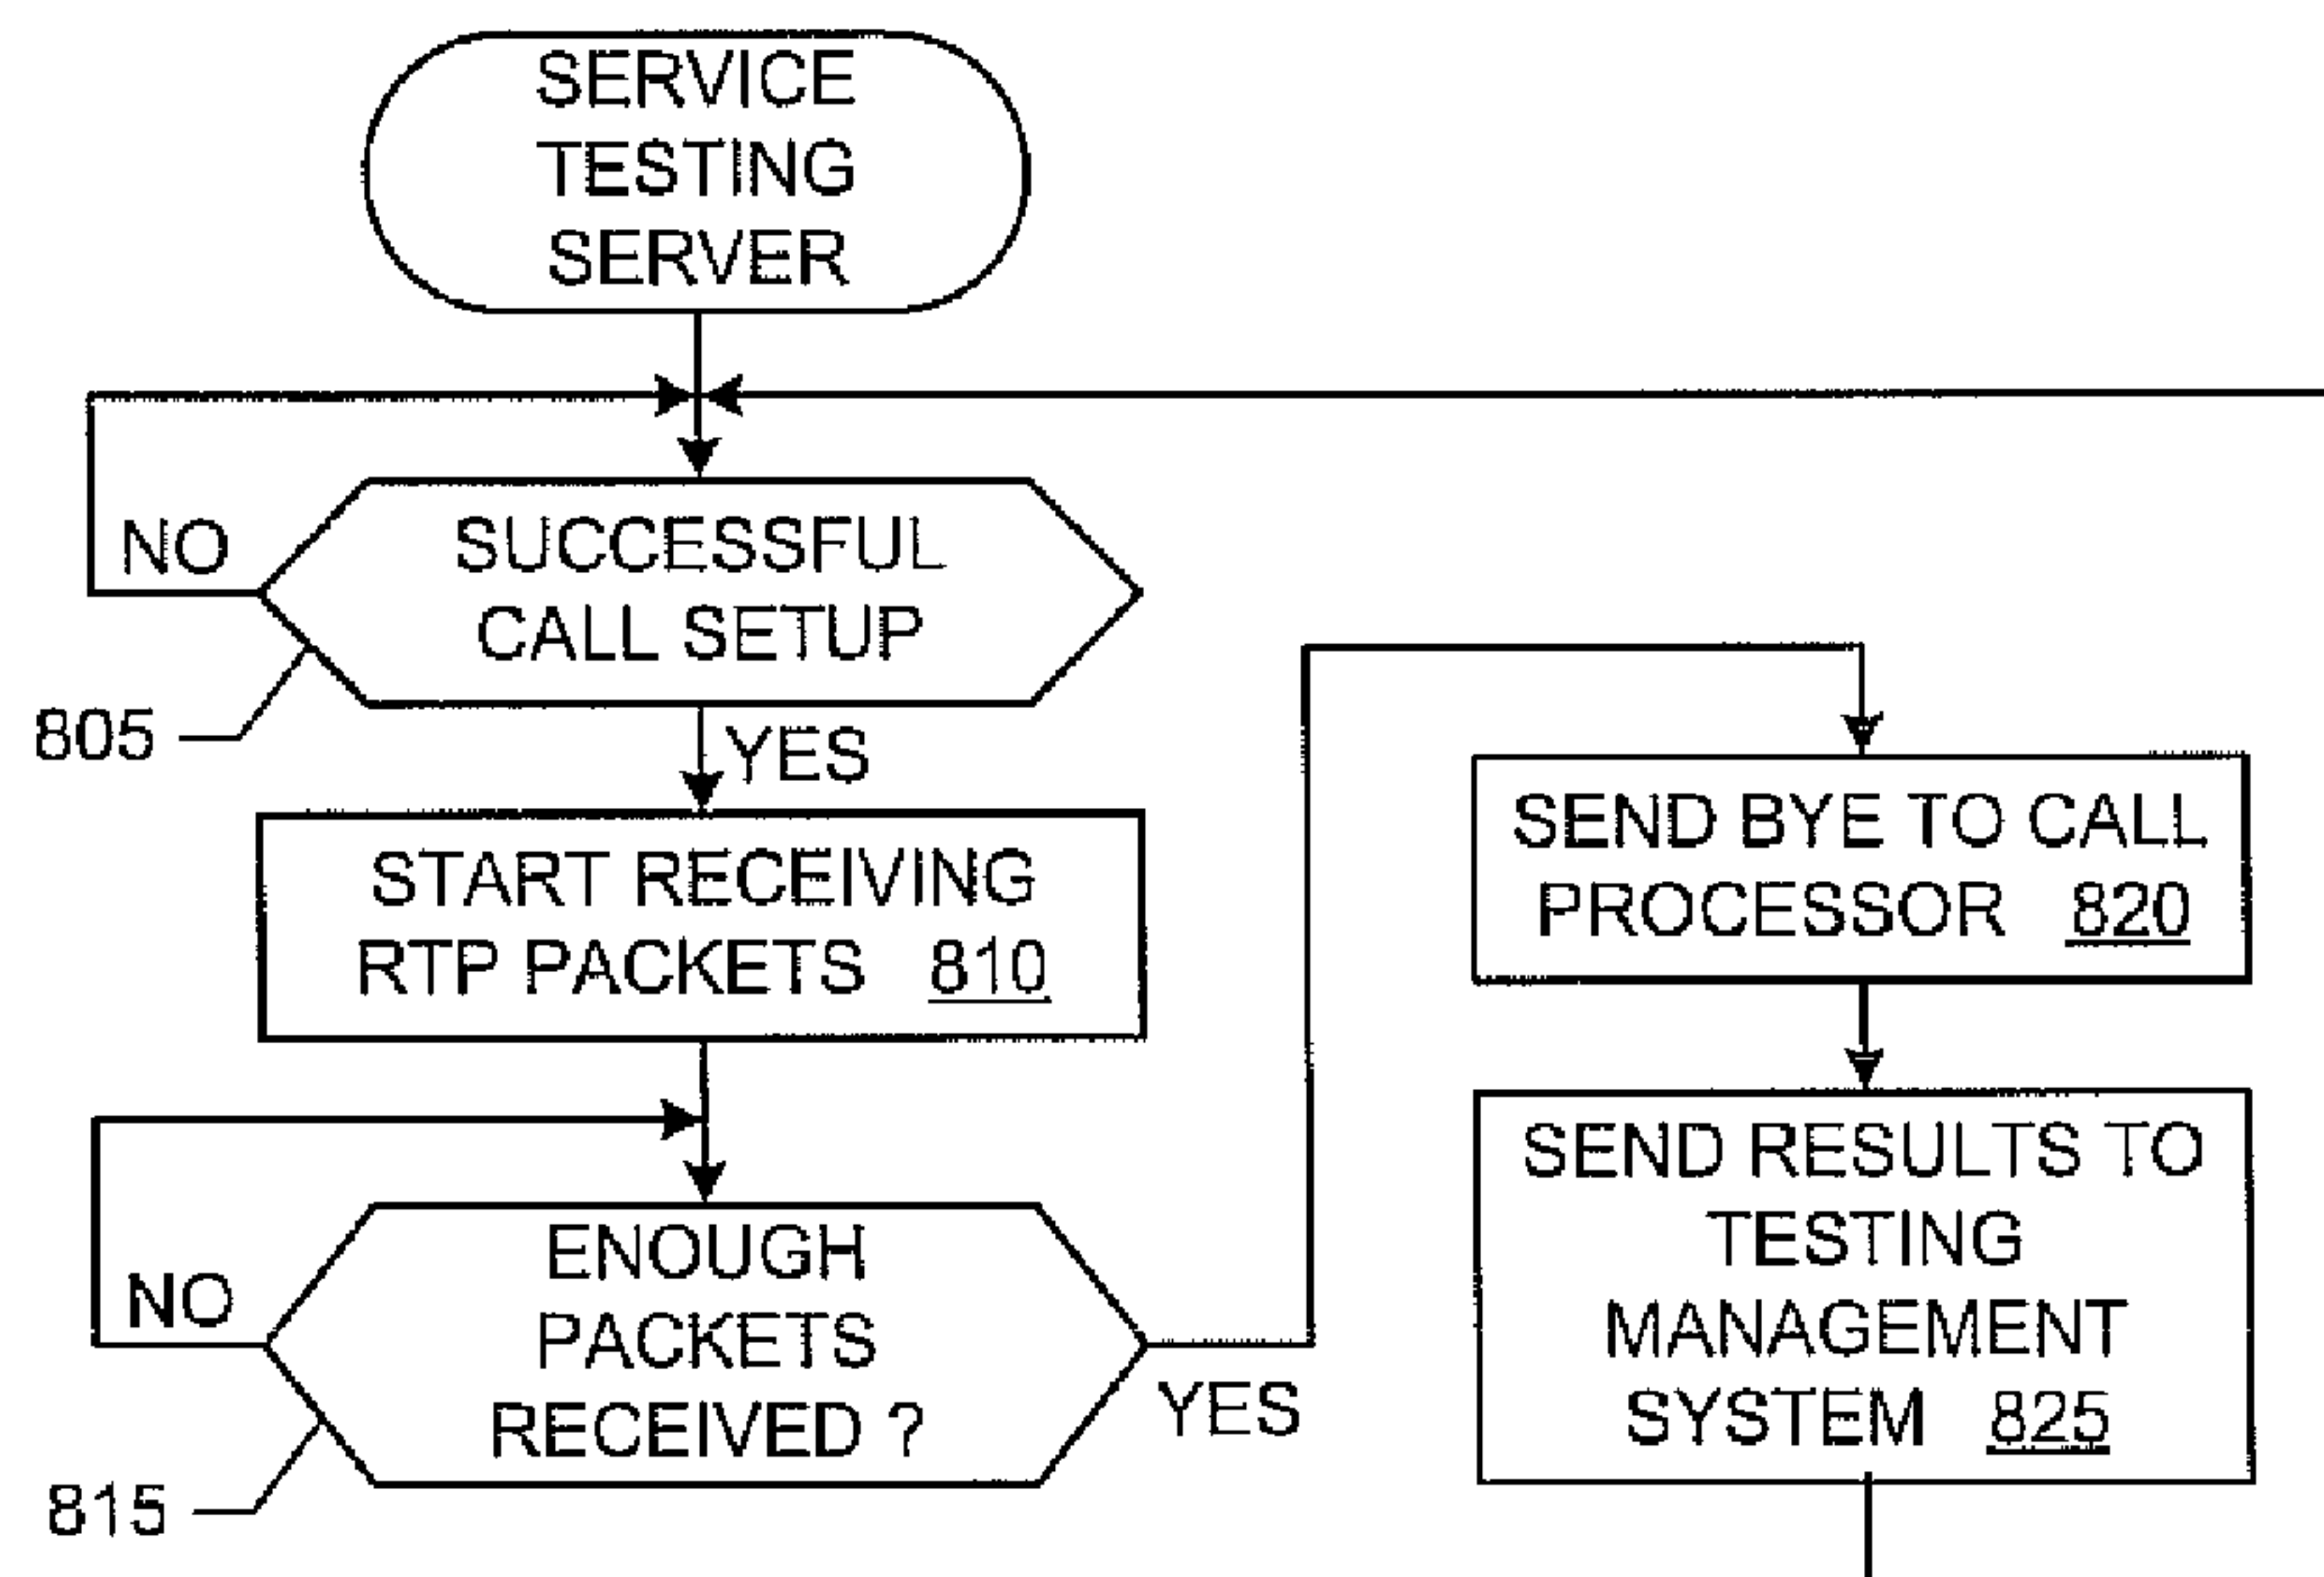 SERVICE
TESTING
SERVER
NO
SUCCESSFUL
CALL SETUP
805
YES
START RECEIVING
RTP PACKETS 810
NO
ENOUGH
PACKETS
RECEIVED ?
815
YES
SEND BYE TO CALL
PROCESSOR 820
SEND RESULTS TO
TESTING
MANAGEMENT
SYSTEM 825